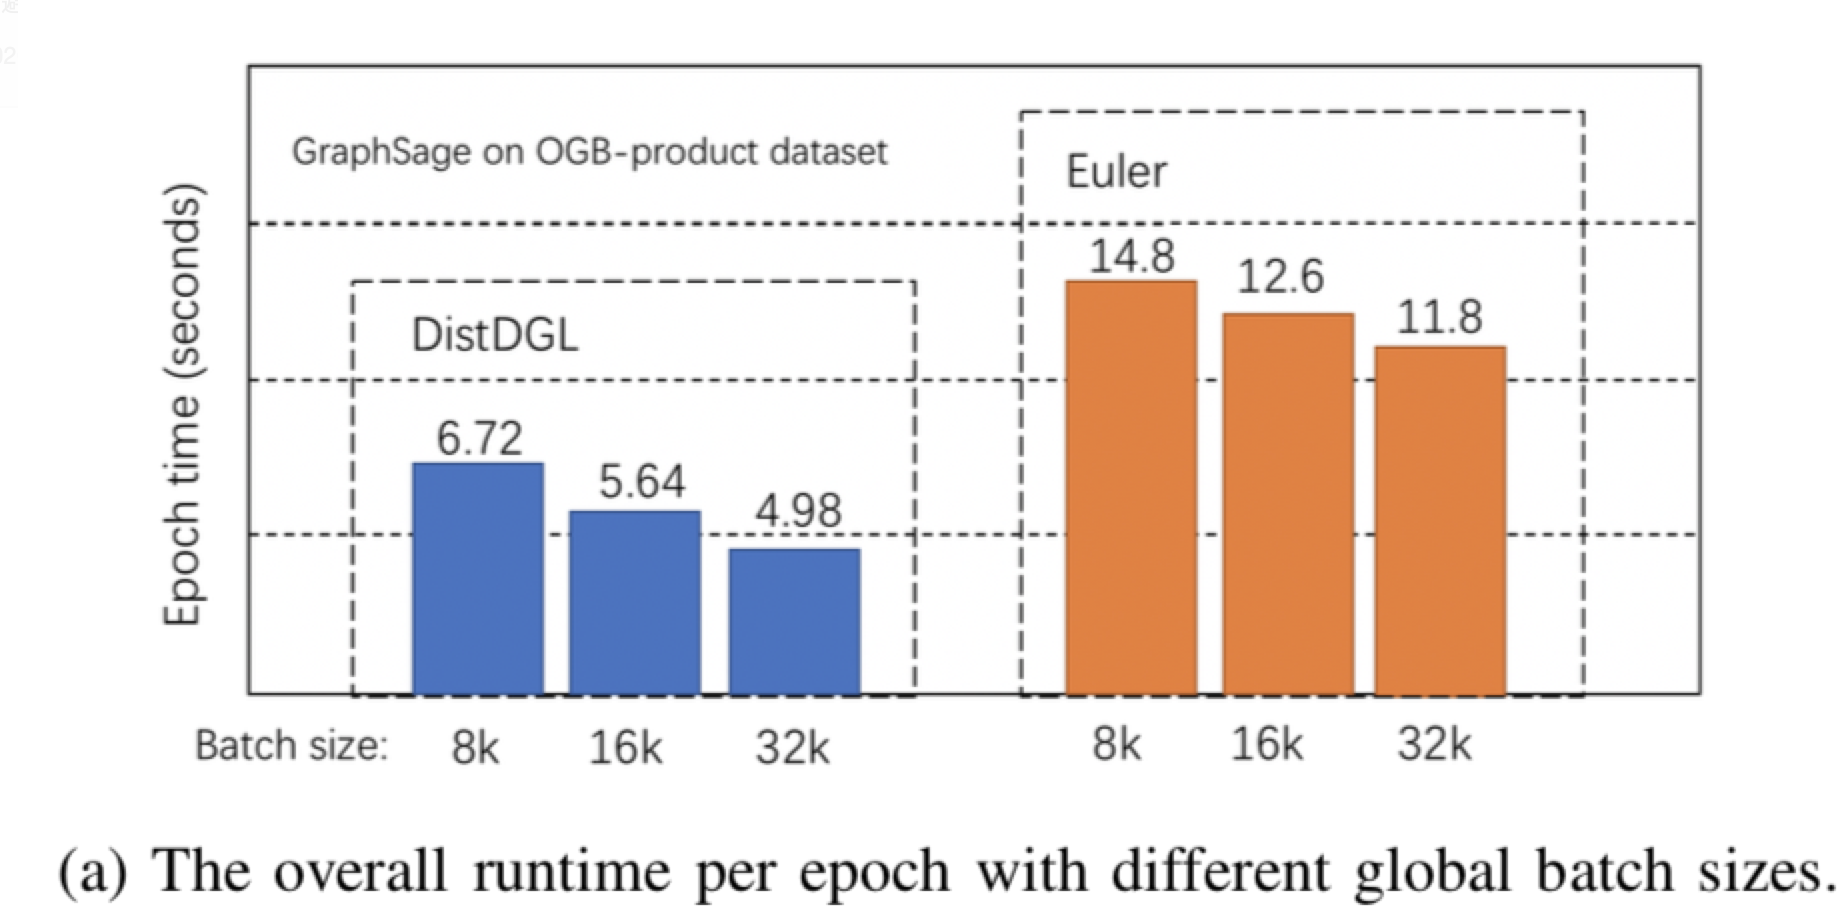 GraphSage on OGB-product dataset
Euler
14.8
12.6
11.8
DistDGL
6.72
5.64
4.98
Epoch time (seconds)
Batch size: 8k 16k 32k 8k 16k 32k
(a) The overall runtime per epoch with different global batch sizes.